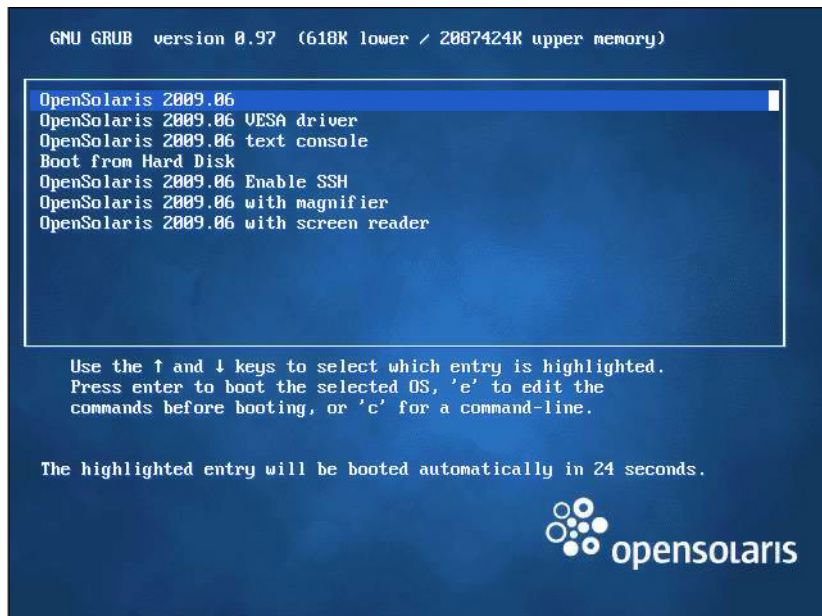 GNU GRUB version 0.97 (618K lower / 2087424K upper memory)
OpenSolaris 2009.06
OpenSolaris 2009.06 VESA driver
OpenSolaris 2009.06 text console
Boot from Hard Disk
OpenSolaris 2009.06 Enable SSH
OpenSolaris 2009.06 with magnifier
OpenSolaris 2009.06 with screen reader
Use the ↑ and ↓ keys to select which entry is highlighted.
Press enter to boot the selected OS, 'e' to edit the
commands before booting, or 'c' for a command-line.
The highlighted entry will be booted automatically in 24 seconds.
opensolaris